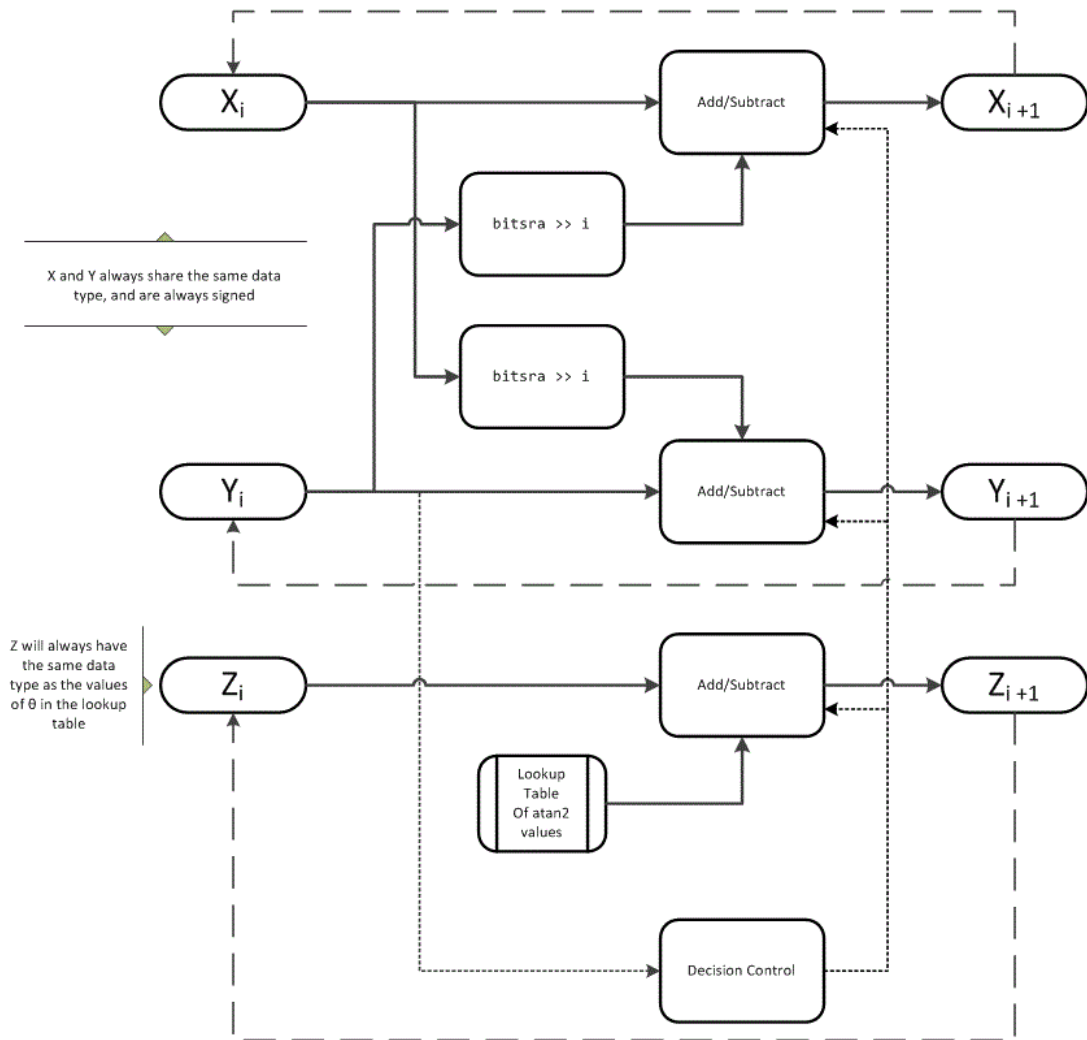 Xᵢ
Add/Subtract
Xᵢ ₊₁
bitsra >> i
X and Y always share the same data
type, and are always signed
bitsra >> i
Yᵢ
Add/Subtract
Yᵢ ₊₁
Z will always have
the same data
type as the values
of θ in the lookup
table
Zᵢ
Add/Subtract
Zᵢ ₊₁
Lookup
Table
Of atan2
values
Decision Control